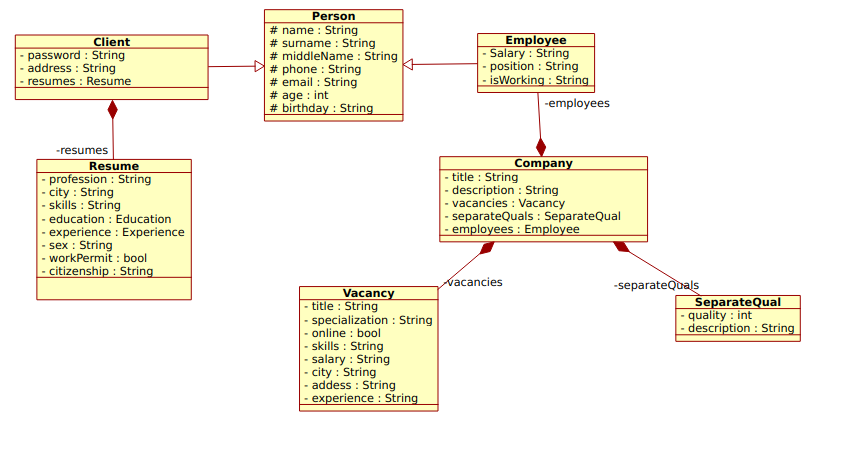 Person
# name : String
# surname : String
# middleName : String
# phone : String
# email : String
# age : int
# birthday : String
Client
- password : String
- address : String
- resumes : Resume
Employee
- Salary : String
- position : String
- isWorking : String
-employees
-resumes
Resume
- profession : String
- city : String
- skills : String
- education : Education
- experience : Experience
- sex : String
- workPermit : bool
- citizenship : String
Company
- title : String
- description : String
- vacancies : Vacancy
- separateQuals : SeparateQual
- employees : Employee
-vacancies
-separateQuals
Vacancy
- title : String
- specialization : String
- online : bool
- skills : String
- salary : String
- city : String
- addess : String
- experience : String
SeparateQual
- quality : int
- description : String